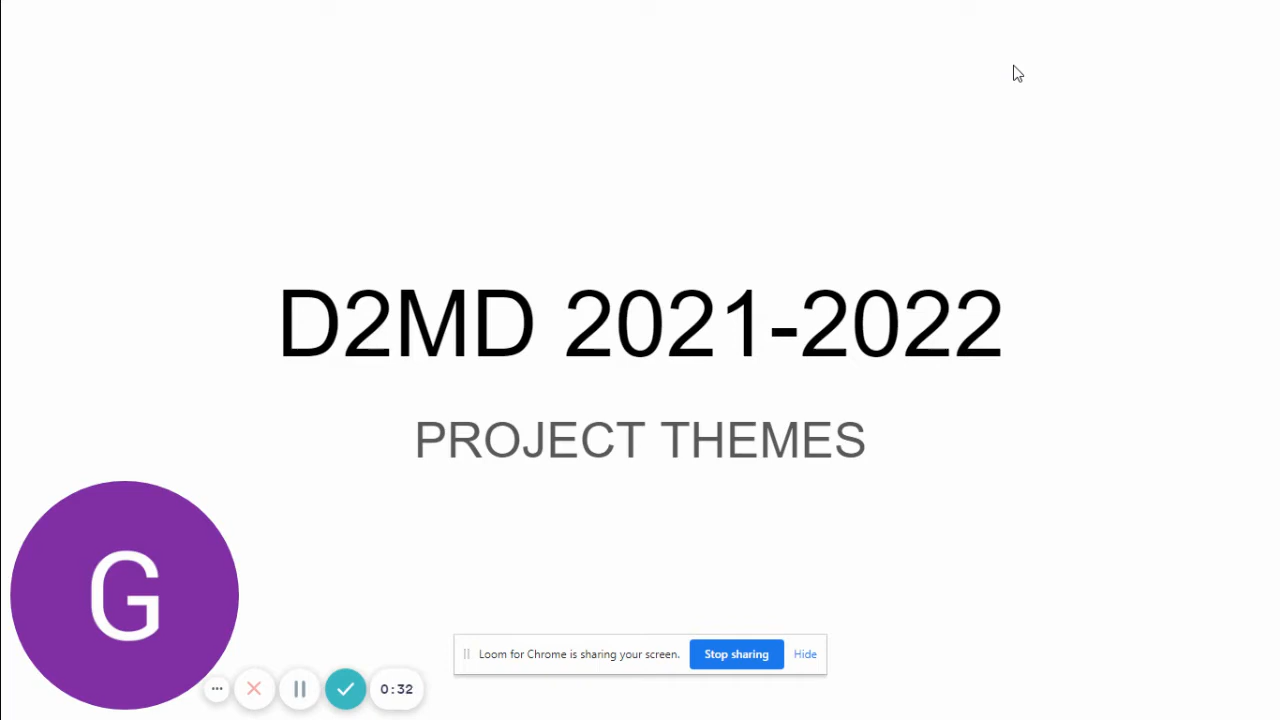 D2MD 2021-2022
PROJECT THEMES
G
Loom for Chrome is sharing your screen. Stop sharing Hide
0:32